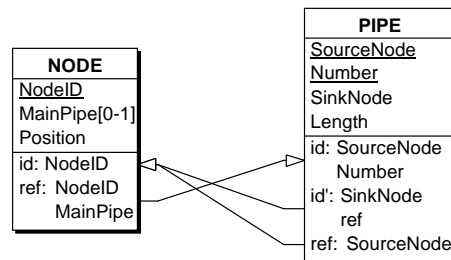 NODE
NodeID
MainPipe[0-1]
Position
id: NodeID
ref: NodeID
MainPipe
PIPE
SourceNode
Number
SinkNode
Length
id: SourceNode
Number
id': SinkNode
ref
ref: SourceNode